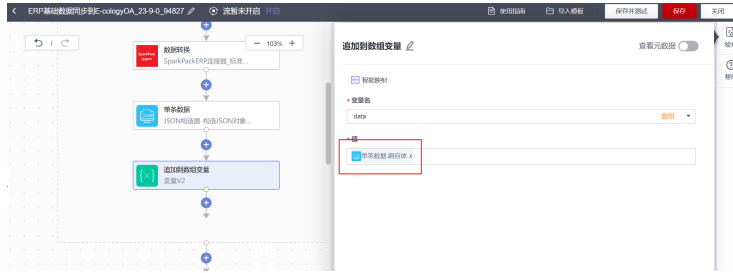 ERP基础数据同步到E-cologyOA_23-9-0_94827
流暂未开启 开启
使用指南
导入模板
保存并测试
保存
关闭
103%
数据转换
SparkPackERP连接器_标准...
单条数据
JSON构造器-构造JSON对象...
追加到数组变量
变量V2
追加到数组变量
查看元数据
智能映射
* 变量名
data
数组
* 值
单条数据.响应体 x